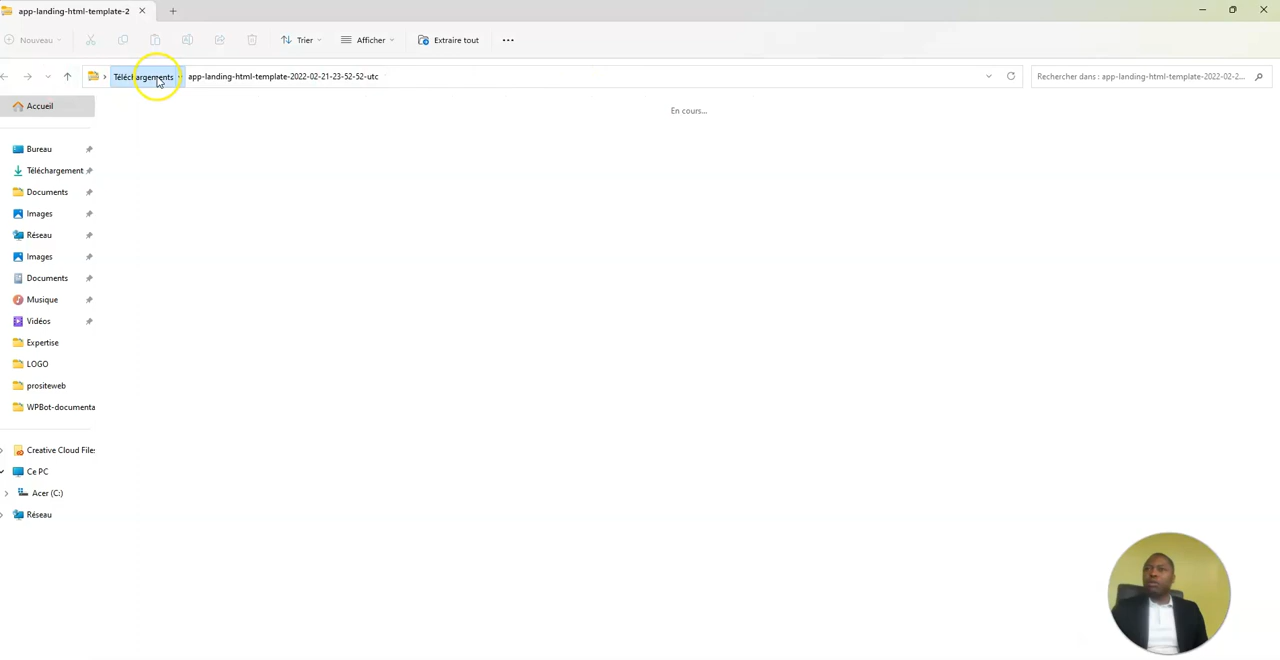 app-landing-html-template-2
Nouveau
Trier
Afficher
Extraire tout
Téléchargements
app-landing-html-template-2022-02-21-23-52-52-utc
Rechercher dans : app-landing-html-template-2022-02-2...
Accueil
En cours...
Bureau
Téléchargement
Documents
Images
Réseau
Images
Documents
Musique
Vidéos
Expertise
LOGO
prositeweb
WPBot-documenta
Creative Cloud Files
Ce PC
Acer (C:)
Réseau